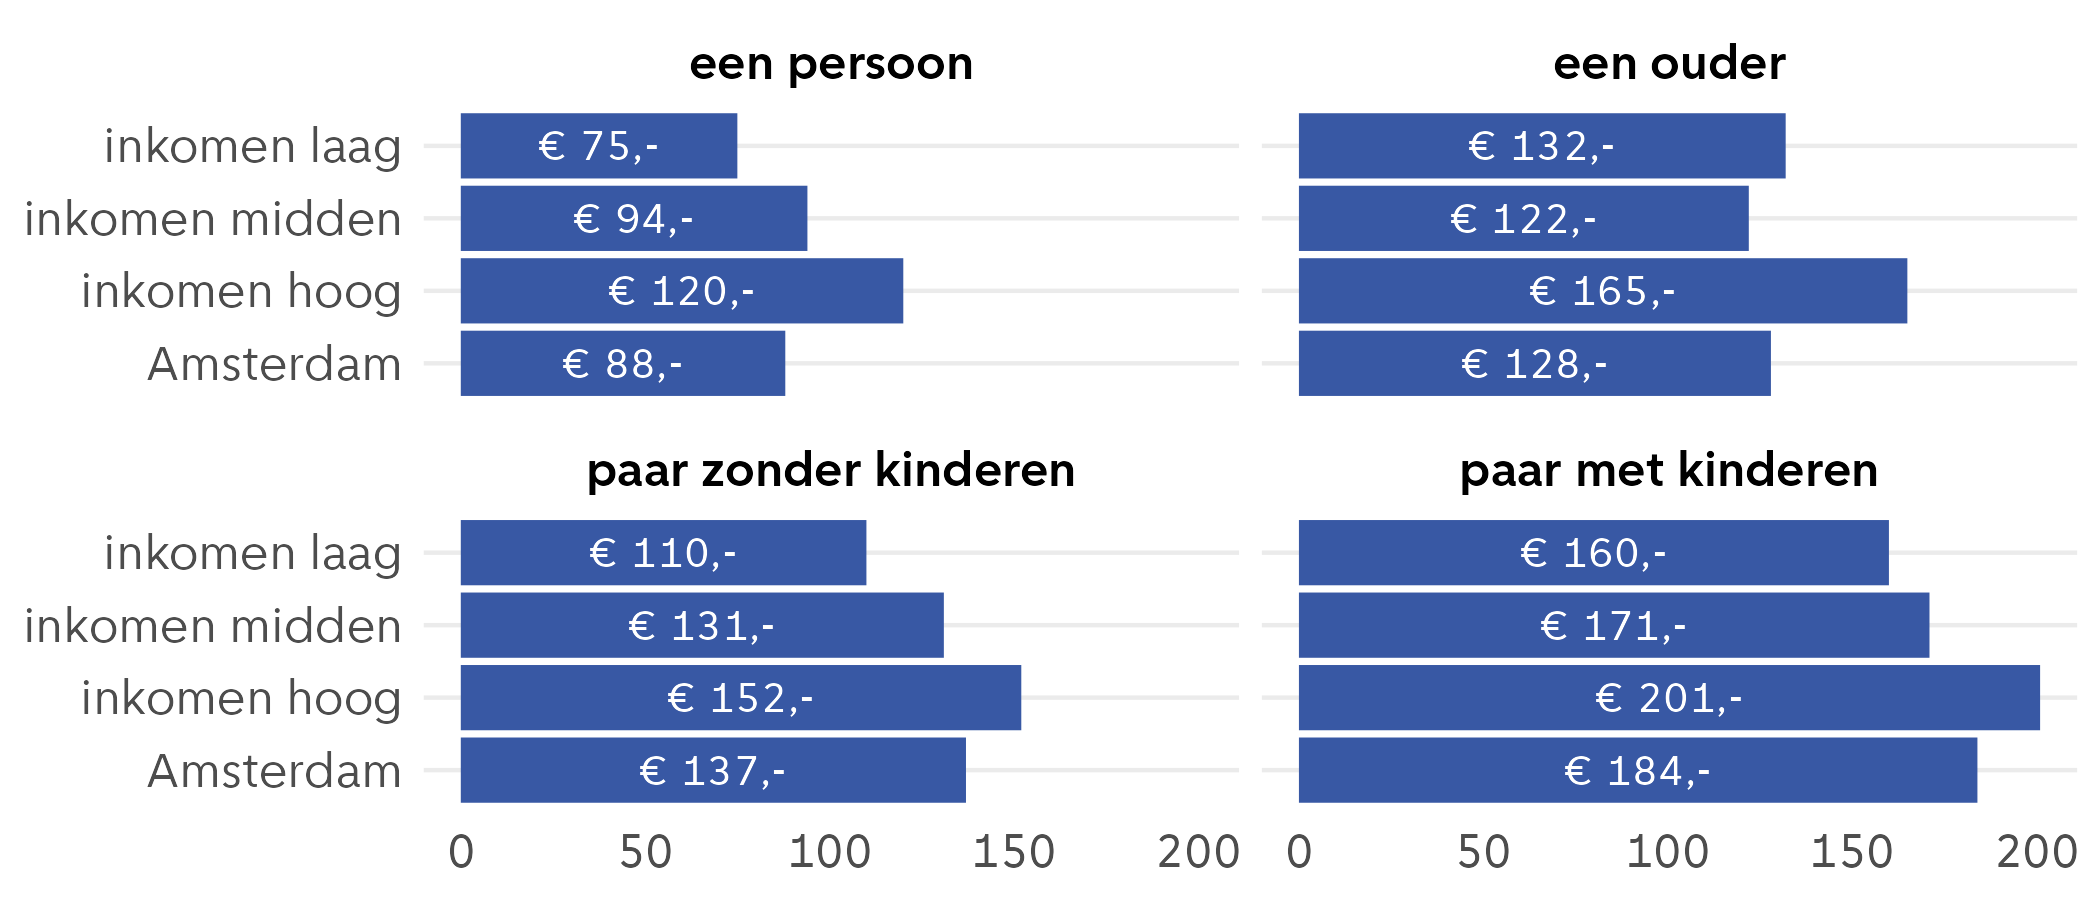 een persoon een ouder
inkomen laag € 75,- € 132,-
inkomen midden € 94,- € 122,-
inkomen hoog € 120,- € 165,-
Amsterdam € 88,- € 128,-
paar zonder kinderen paar met kinderen
inkomen laag € 110,- € 160,-
inkomen midden € 131,- € 171,-
inkomen hoog € 152,- € 201,-
Amsterdam € 137,- € 184,-
0 50 100 150 200 0 50 100 150 200